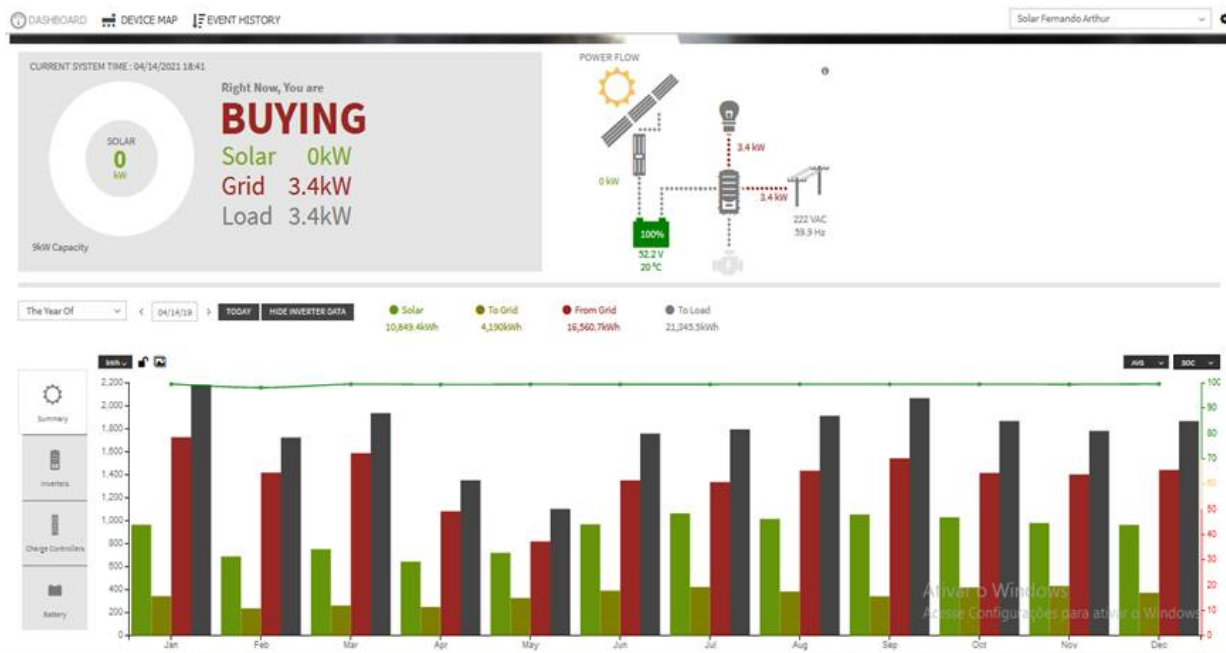 DASHBOARD DEVICE MAP EVENT HISTORY Solar Fernando Arthur
CURRENT SYSTEM TIME : 04/14/2021 18:41
SOLAR
0
kW
9kW Capacity
Right Now, You are
BUYING
Solar 0kW
Grid 3.4kW
Load 3.4kW
POWER FLOW
3.4 kW
0 kW
3.4 kW
222 VAC
59.9 Hz
100%
52.2 V
20 ºC
The Year Of < 04/14/19 > TODAY HIDE INVERTER DATA
Solar To Grid From Grid To Load
10,849.4kWh 4,190kWh 16,560.7kWh 21,345.5kWh
kWh AVG SOC
Summary
Inverters
Charge Controllers
Battery
2,200
2,000
1,800
1,600
1,400
1,200
1,000
800
600
400
200
0
100
90
80
70
60
50
40
30
20
10
0
Jan Feb Mar Apr May Jun Jul Aug Sep Oct Nov Dec
Ativar o Windows
Acesse Configurações para ativar o Windows